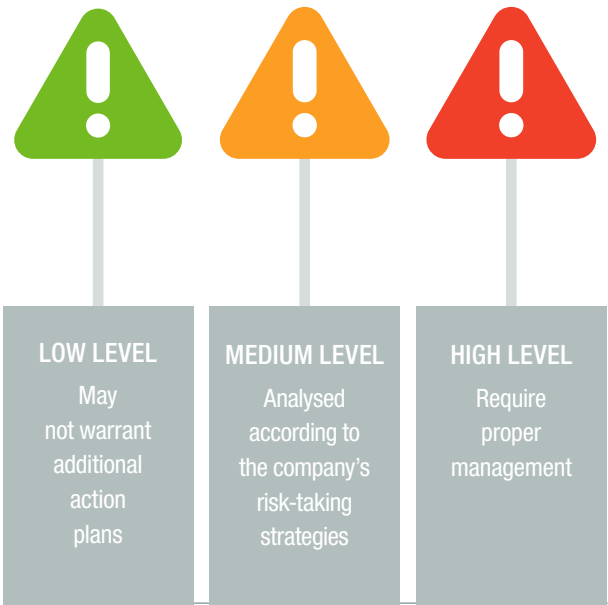 LOW LEVEL
May
not warrant
additional
action
plans
MEDIUM LEVEL
Analysed
according to
the company’s
risk-taking
strategies
HIGH LEVEL
Require
proper
management